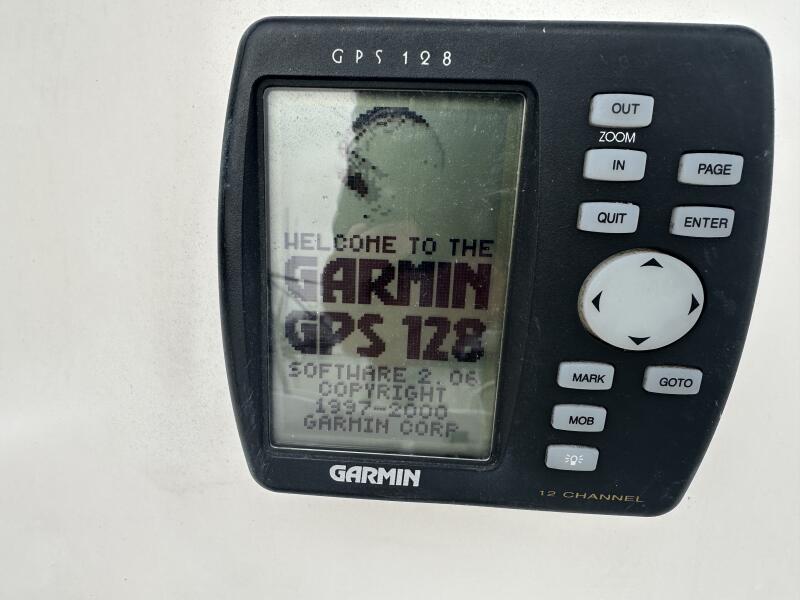 GPS 128
WELCOME TO THE
GARMIN
GPS 128
SOFTWARE 2.06
COPYRIGHT
1997-2000
GARMIN CORP
OUT
ZOOM
IN
PAGE
QUIT
ENTER
MARK
GOTO
MOB
GARMIN
12 CHANNEL